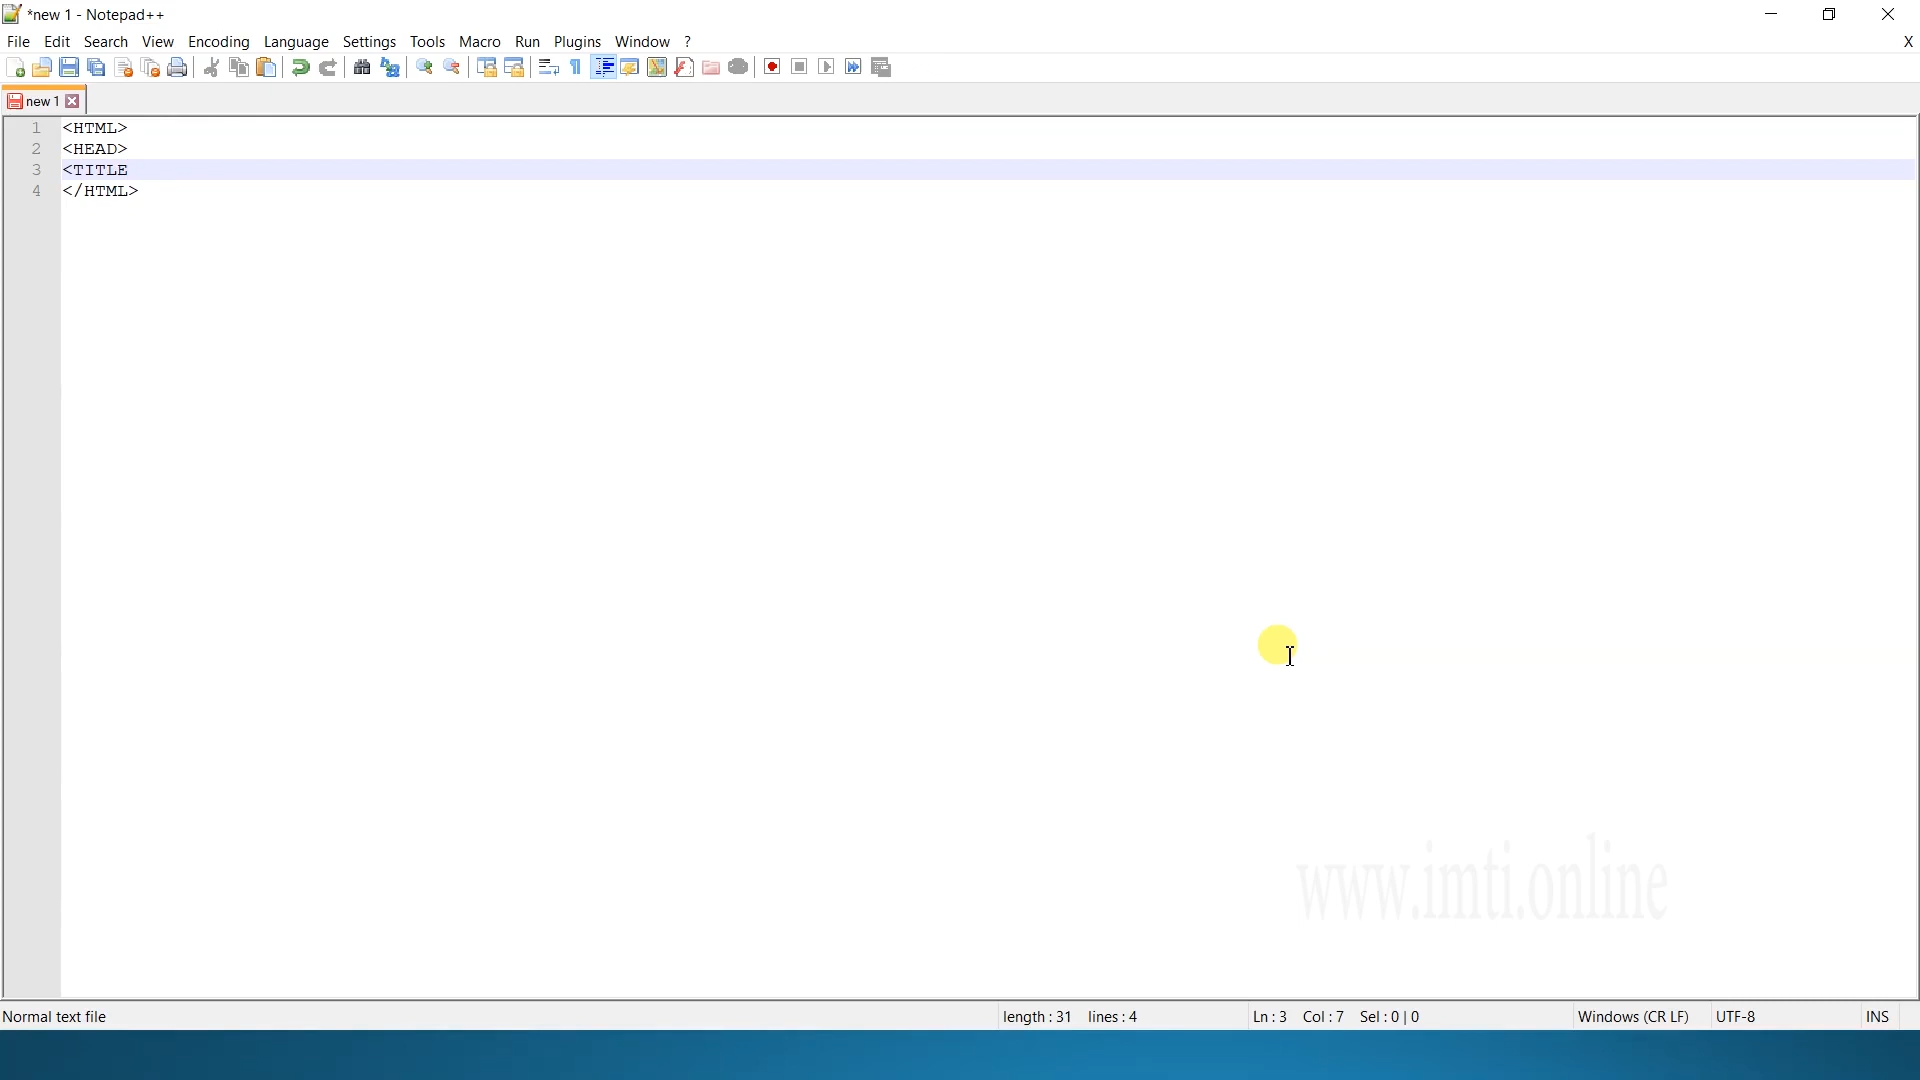 *new 1 - Notepad++
File Edit Search View Encoding Language Settings Tools Macro Run Plugins Window ? X
new 1
1 <HTML>
2 <HEAD>
3 <TITLE
4 </HTML>
www.imti.online
Normal text file length : 31 lines : 4 Ln : 3 Col : 7 Sel : 0 | 0 Windows (CR LF) UTF-8 INS